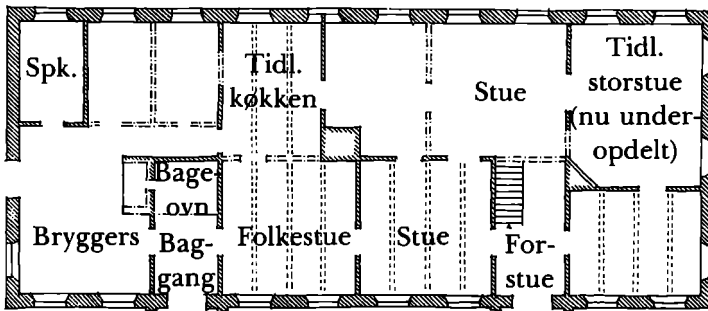 Spk.
Tidl.
køkken
Stue
Tidl.
storstue
(nu under-
opdelt)
Bage-
ovn
Bryggers
Bag-
gang
Folkestue
Stue
For-
stue